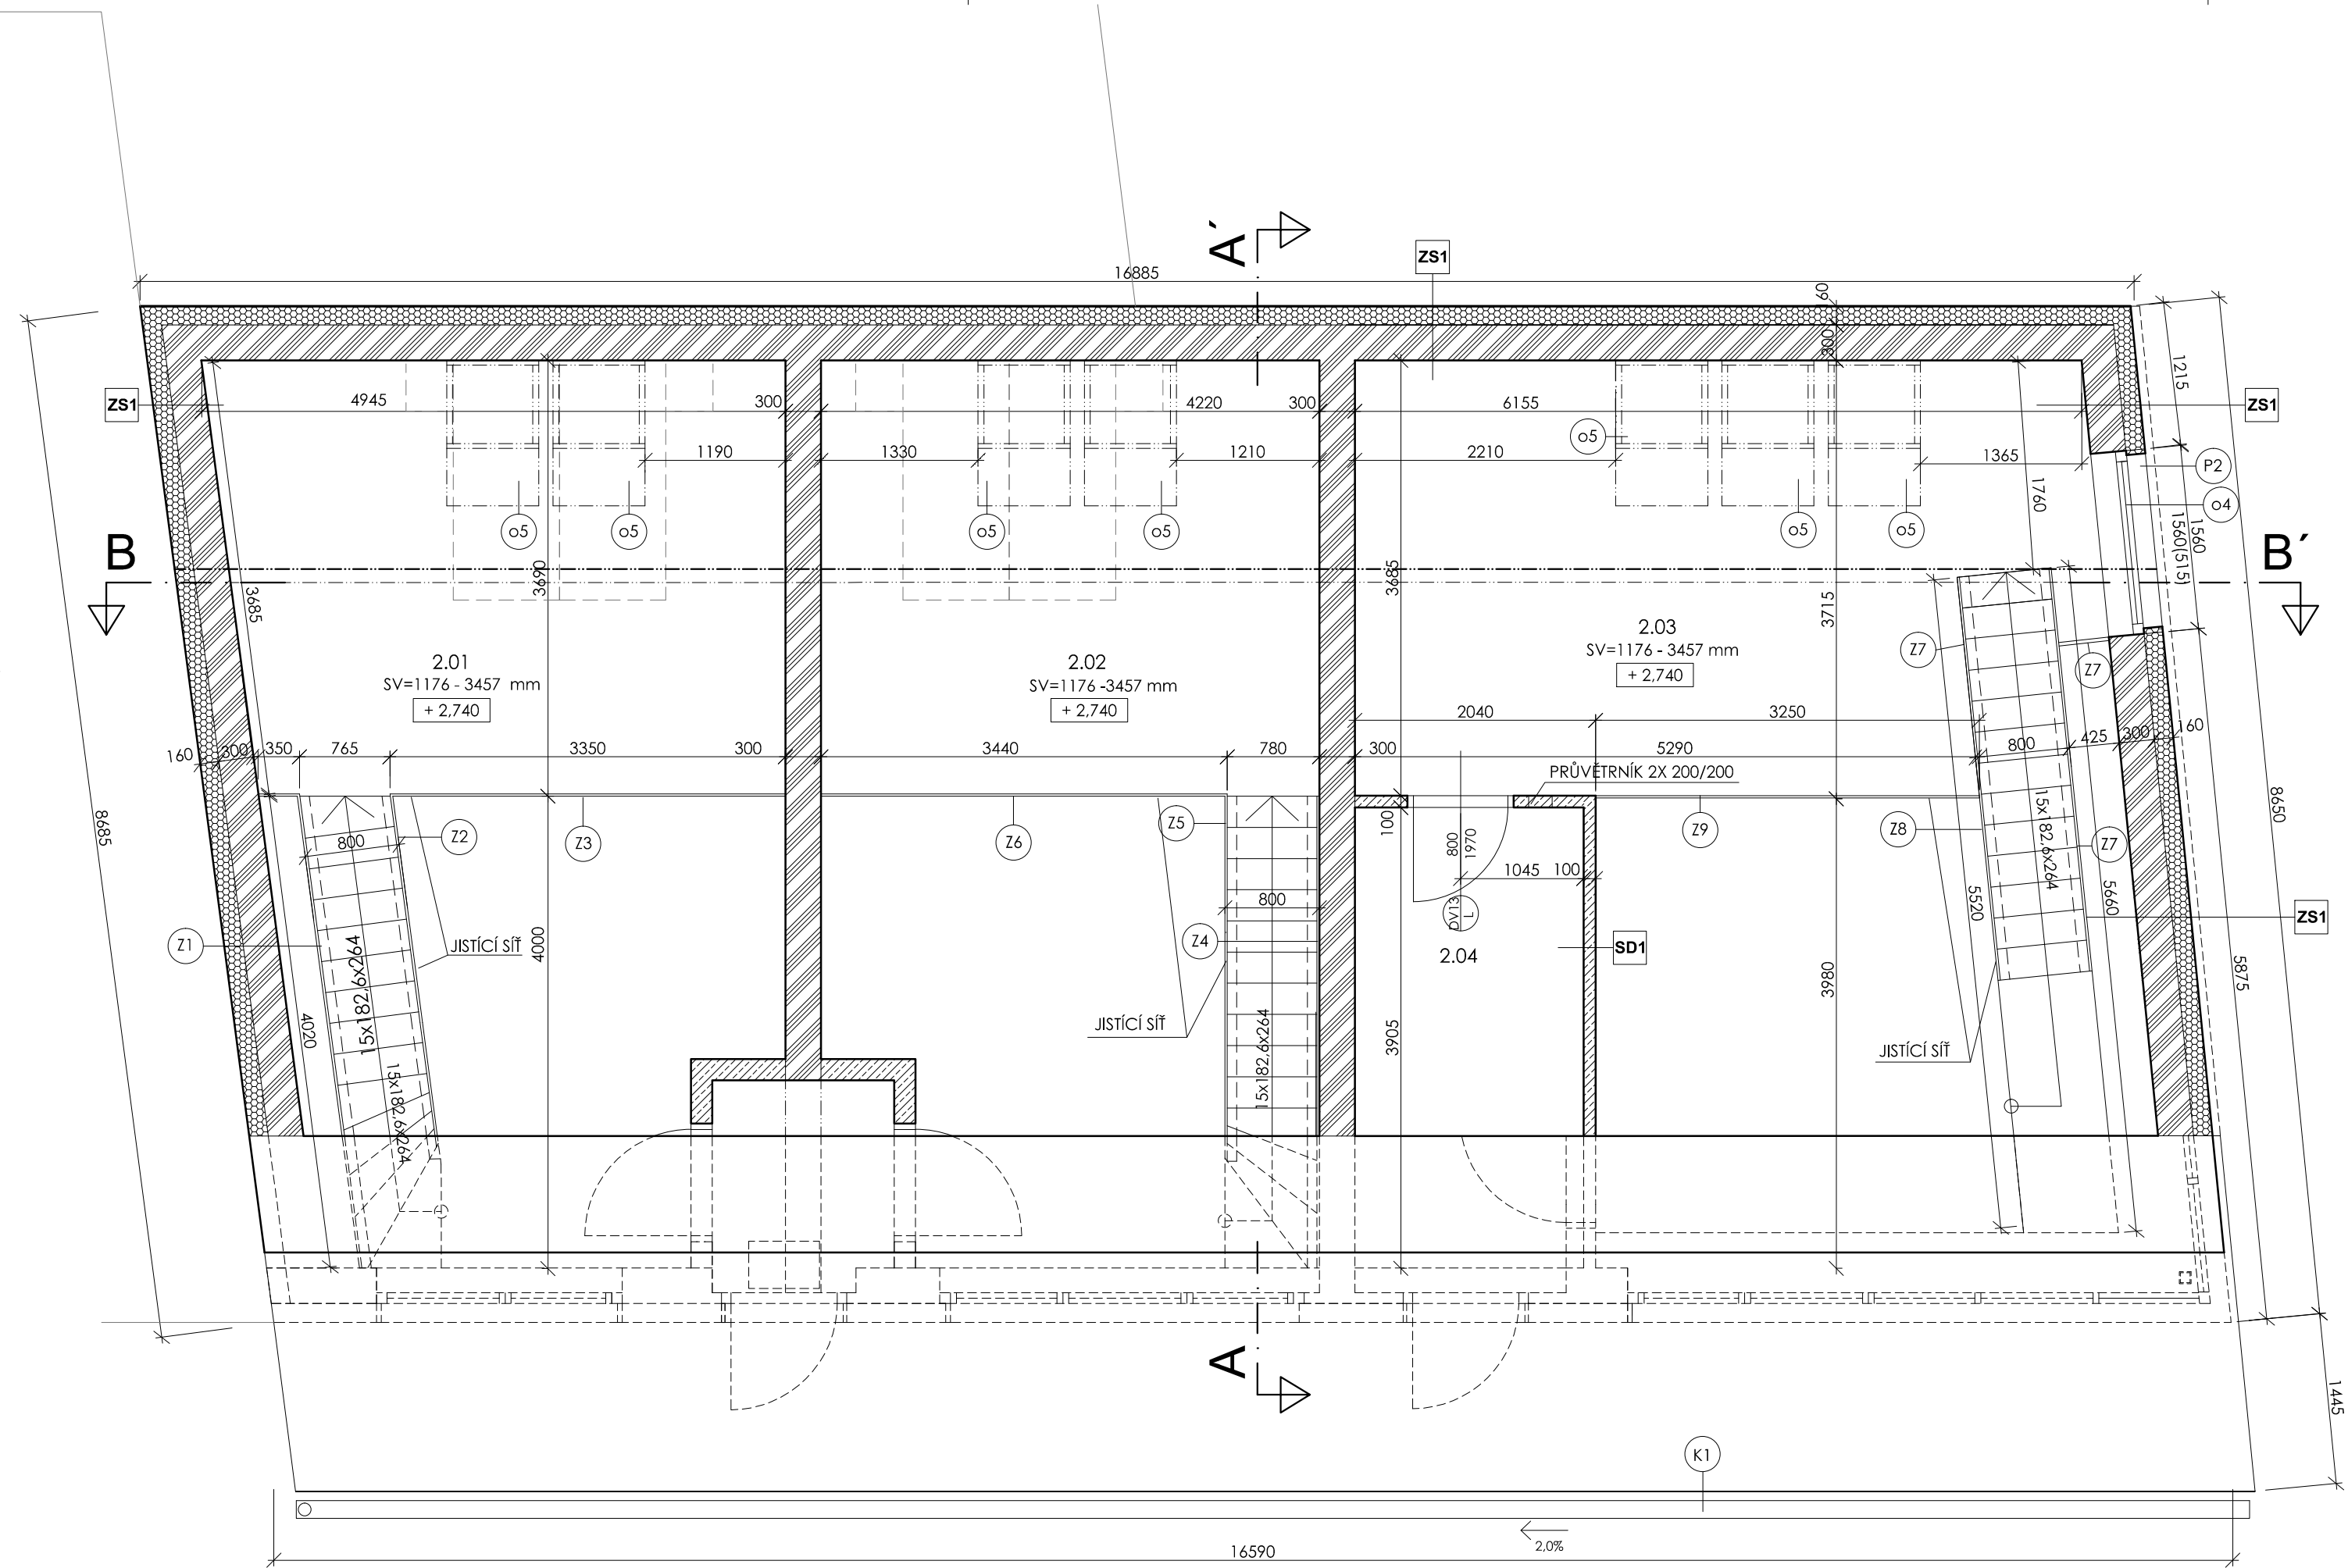 A´
ZS1
16885
60
300
1215
ZS1
4945
300
4220
300
6155
ZS1
o5
1190
1330
1210
2210
1365
P2
1760
o4
o5
o5
o5
o5
o5
o5
1560
1560(515)
B
B´
3690
3685
3685
3715
2.01
SV=1176 - 3457 mm
+ 2,740
2.02
SV=1176 -3457 mm
+ 2,740
2.03
SV=1176 - 3457 mm
+ 2,740
Z7
Z7
2040
3250
160
300
350
765
3350
300
3440
780
300
5290
800
425
300
160
PRŮVĚTRNÍK 2X 200/200
8685
8650
800
Z2
Z3
Z6
Z5
100
800
1970
Z9
Z8
15x182,6x264
Z7
1045
100
800
DV13
L
5520
5660
ZS1
Z1
JISTÍCÍ SÍŤ
4000
Z4
SD1
2.04
15x182,6x264
3980
5875
4020
JISTÍCÍ SÍŤ
15x182,6x264
3905
JISTÍCÍ SÍŤ
15x182,6x264
A
1445
K1
2,0%
16590